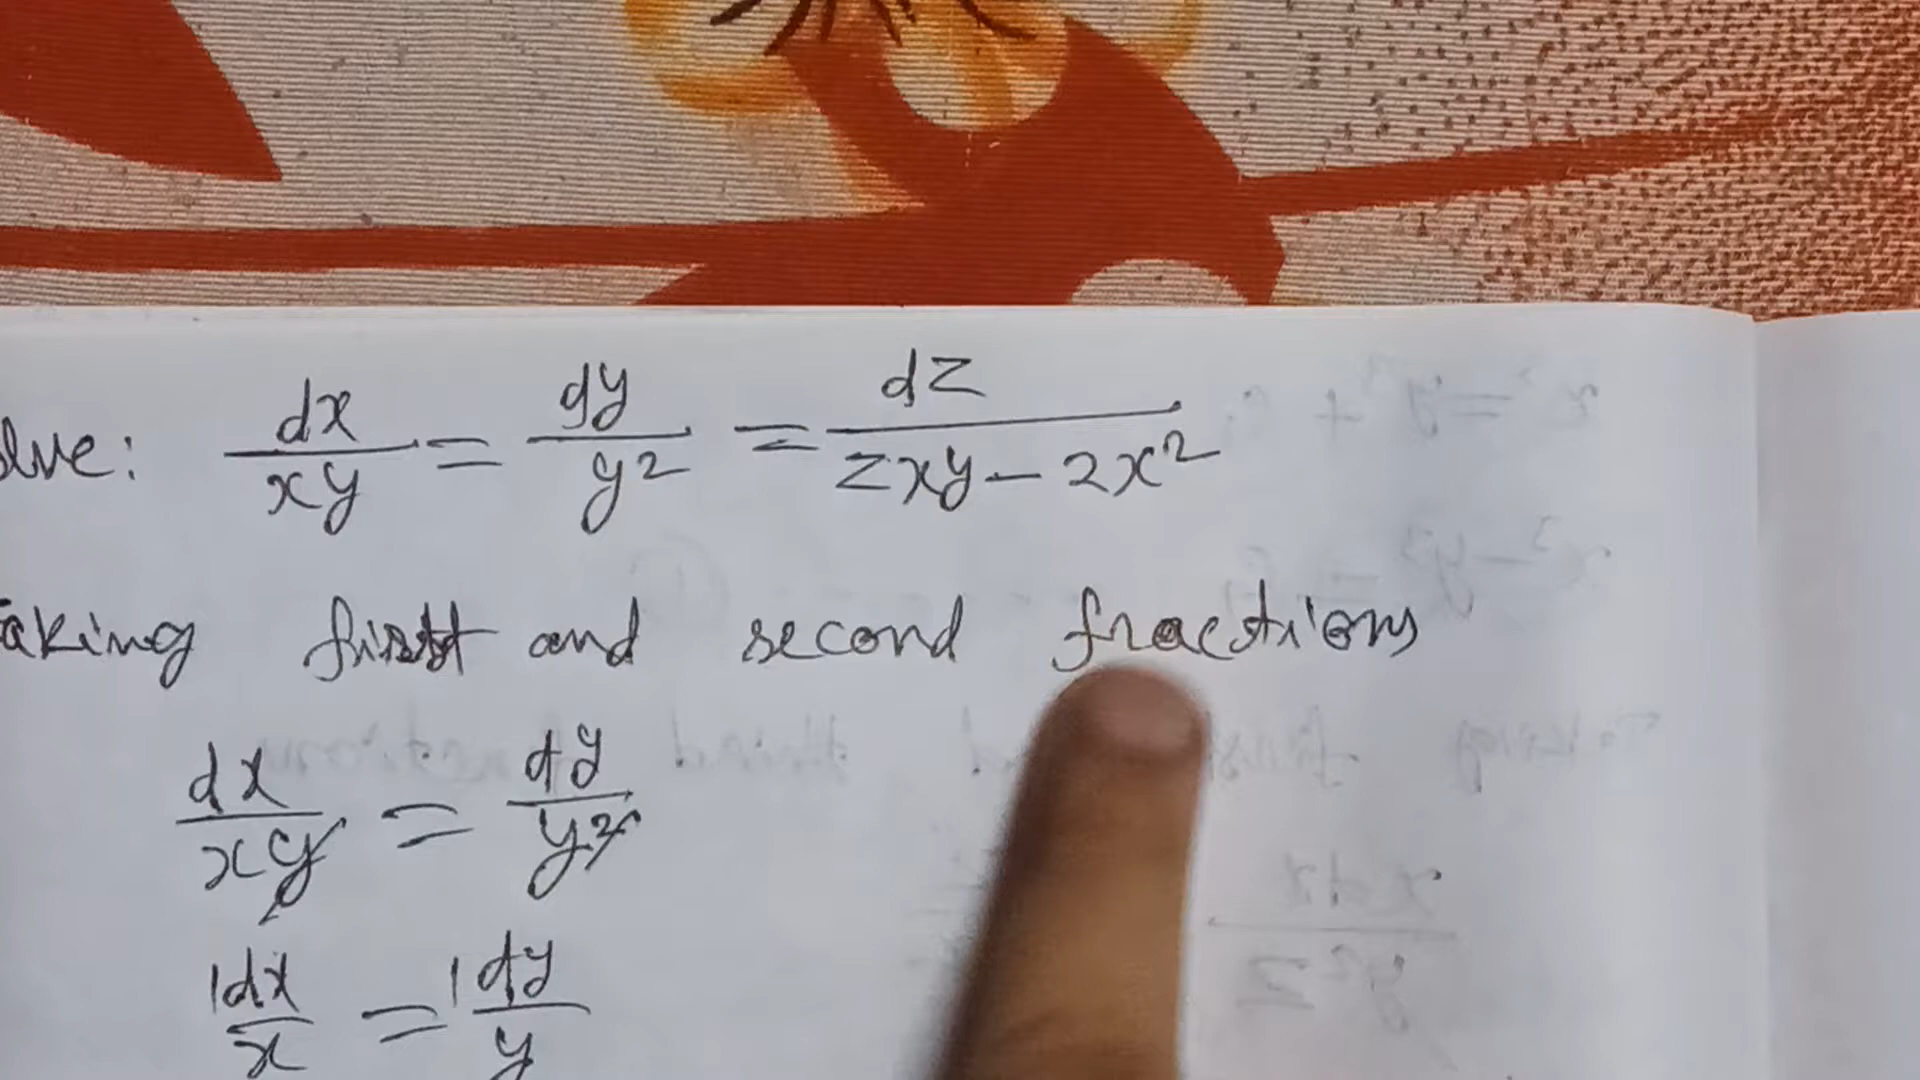 lve: dx/xy = dy/y² = dz/zxy-2x²
aking first and second fractions
dx/xy = dy/y²
1dx/x = 1dy/y